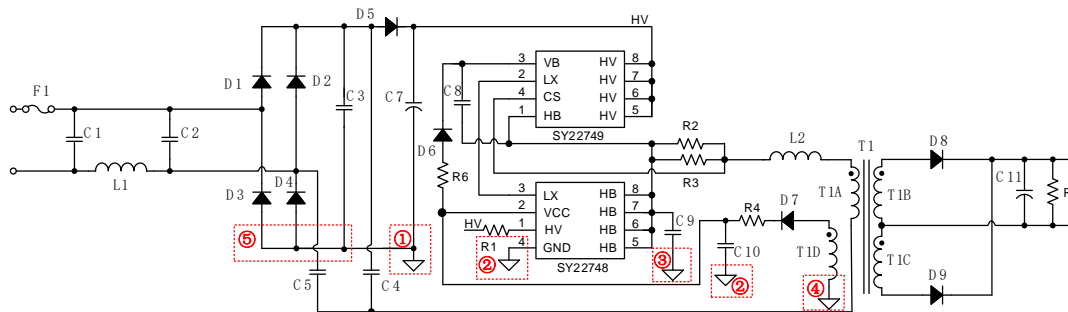 D5
HV
F1
D1
D2
C1
C2
C3
C7
L1
D3
D4
⑤
①
C5
C4
D6
R6
C8
3 VB HV 8
2 LX HV 7
4 CS HV 6
1 HB HV 5
SY22749
R2
R3
3 LX HB 8
2 VCC HB 7
1 HV HB 6
4 GND HB 5
SY22748
HV
R1
②
③
C9
R4
D7
C10
②
T1D
④
L2
T1
T1A
T1B
T1C
D8
D9
C11
R